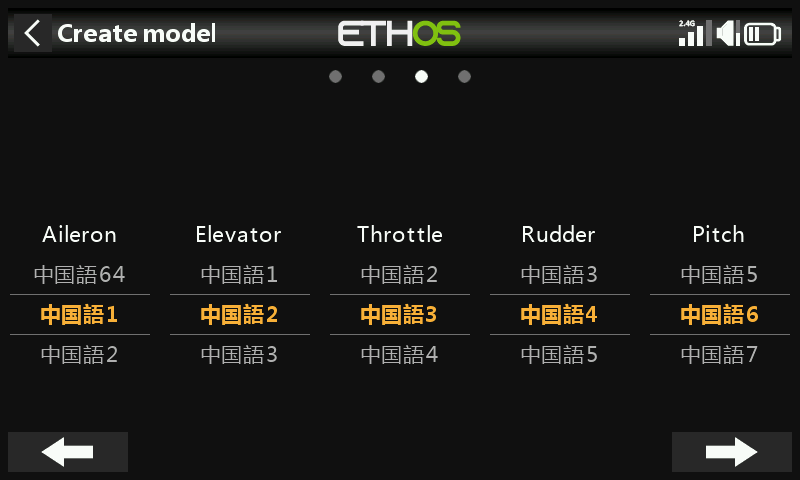 Create model
ETHOS
2.4G
Aileron Elevator Throttle Rudder Pitch
中国語64 中国語1 中国語2 中国語3 中国語5
中国語1 中国語2 中国語3 中国語4 中国語6
中国語2 中国語3 中国語4 中国語5 中国語7